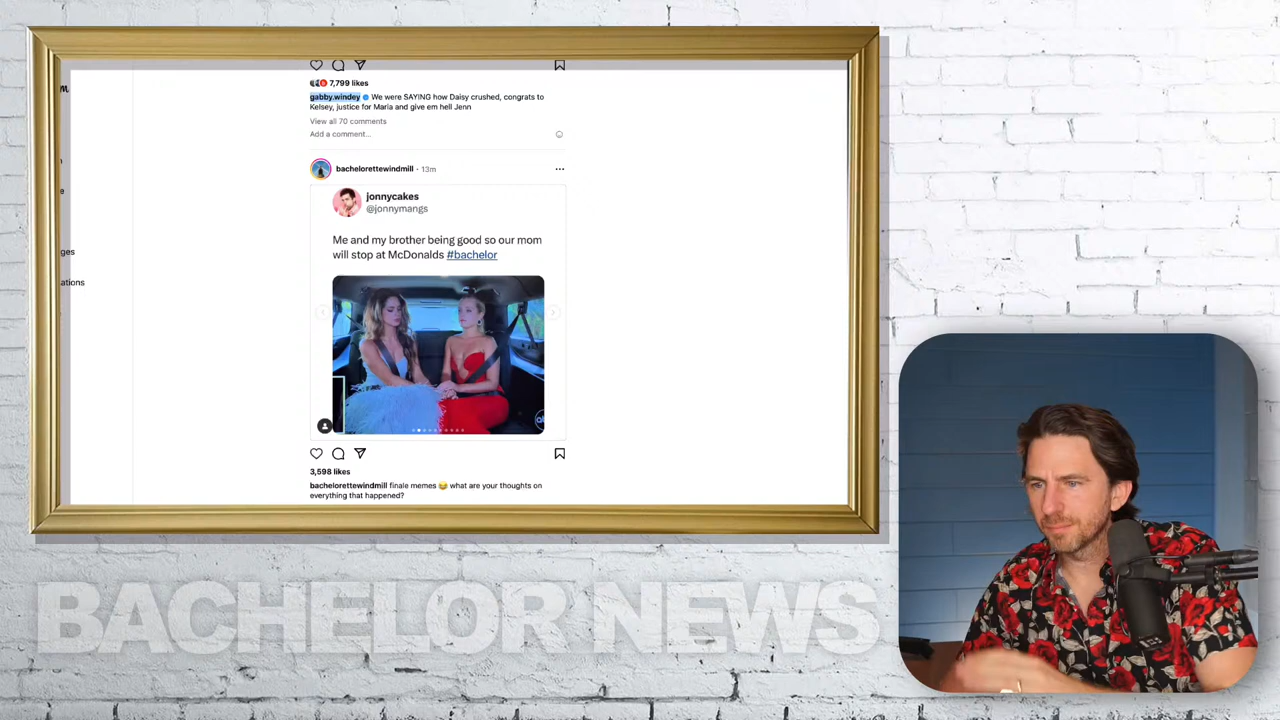 7,799 likes
gabby.windey We were SAYING how Daisy crushed, congrats to
Kelsey, justice for Maria and give em hell Jenn
View all 70 comments
Add a comment...
bachelorettewindmill · 13m
jonnycakes
@jonnymangs
Me and my brother being good so our mom
will stop at McDonalds #bachelor
ges
ations
3,598 likes
bachelorettewindmill finale memes 😂 what are your thoughts on
everything that happened?
BACHELOR NEWS